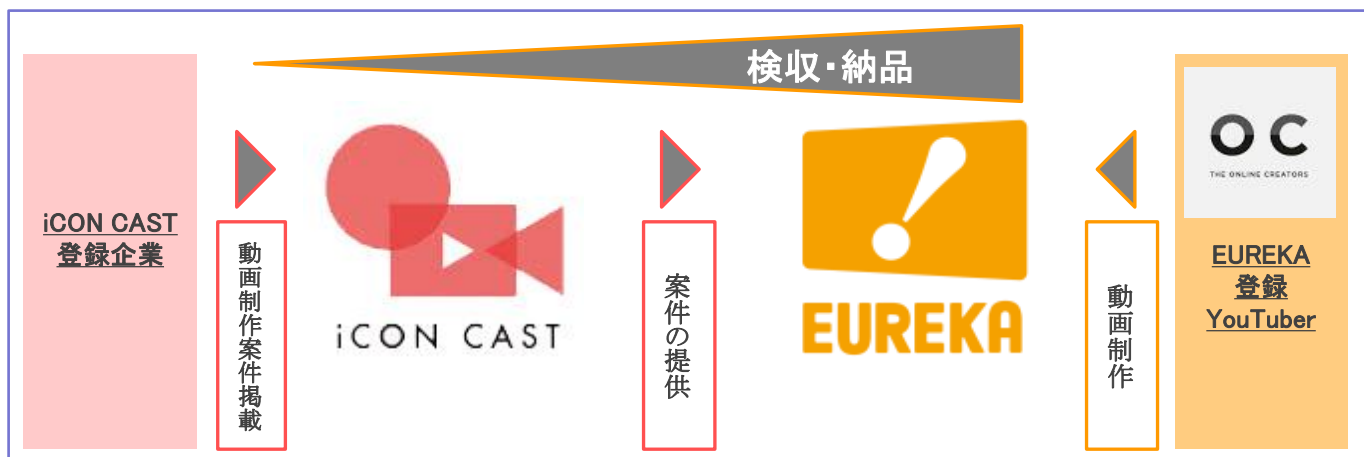 検収・納品
iCON CAST
登録企業
動画制作案件掲載
iCON CAST
案件の提供
EUREKA
動画制作
OC
THE ONLINE CREATORS
EUREKA
登録
YouTuber